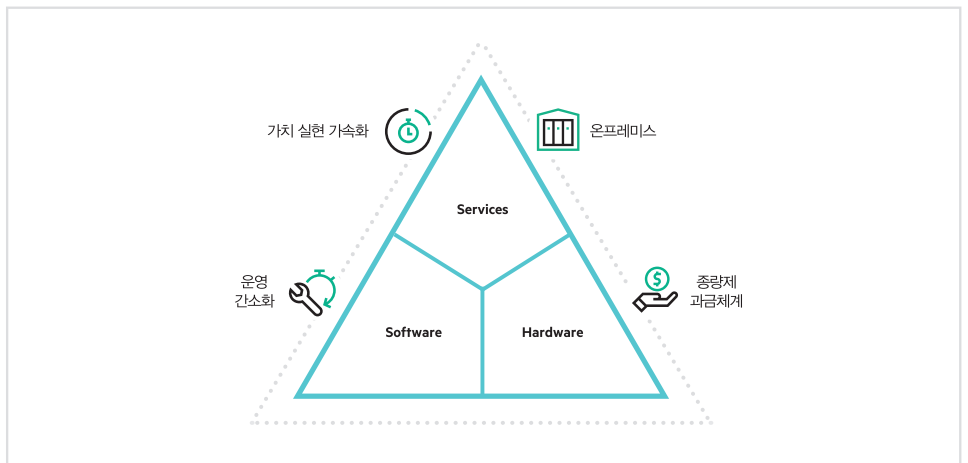 가치 실현 가속화
온프레미스
Services
운영
간소화
종량제
과금체계
Software
Hardware